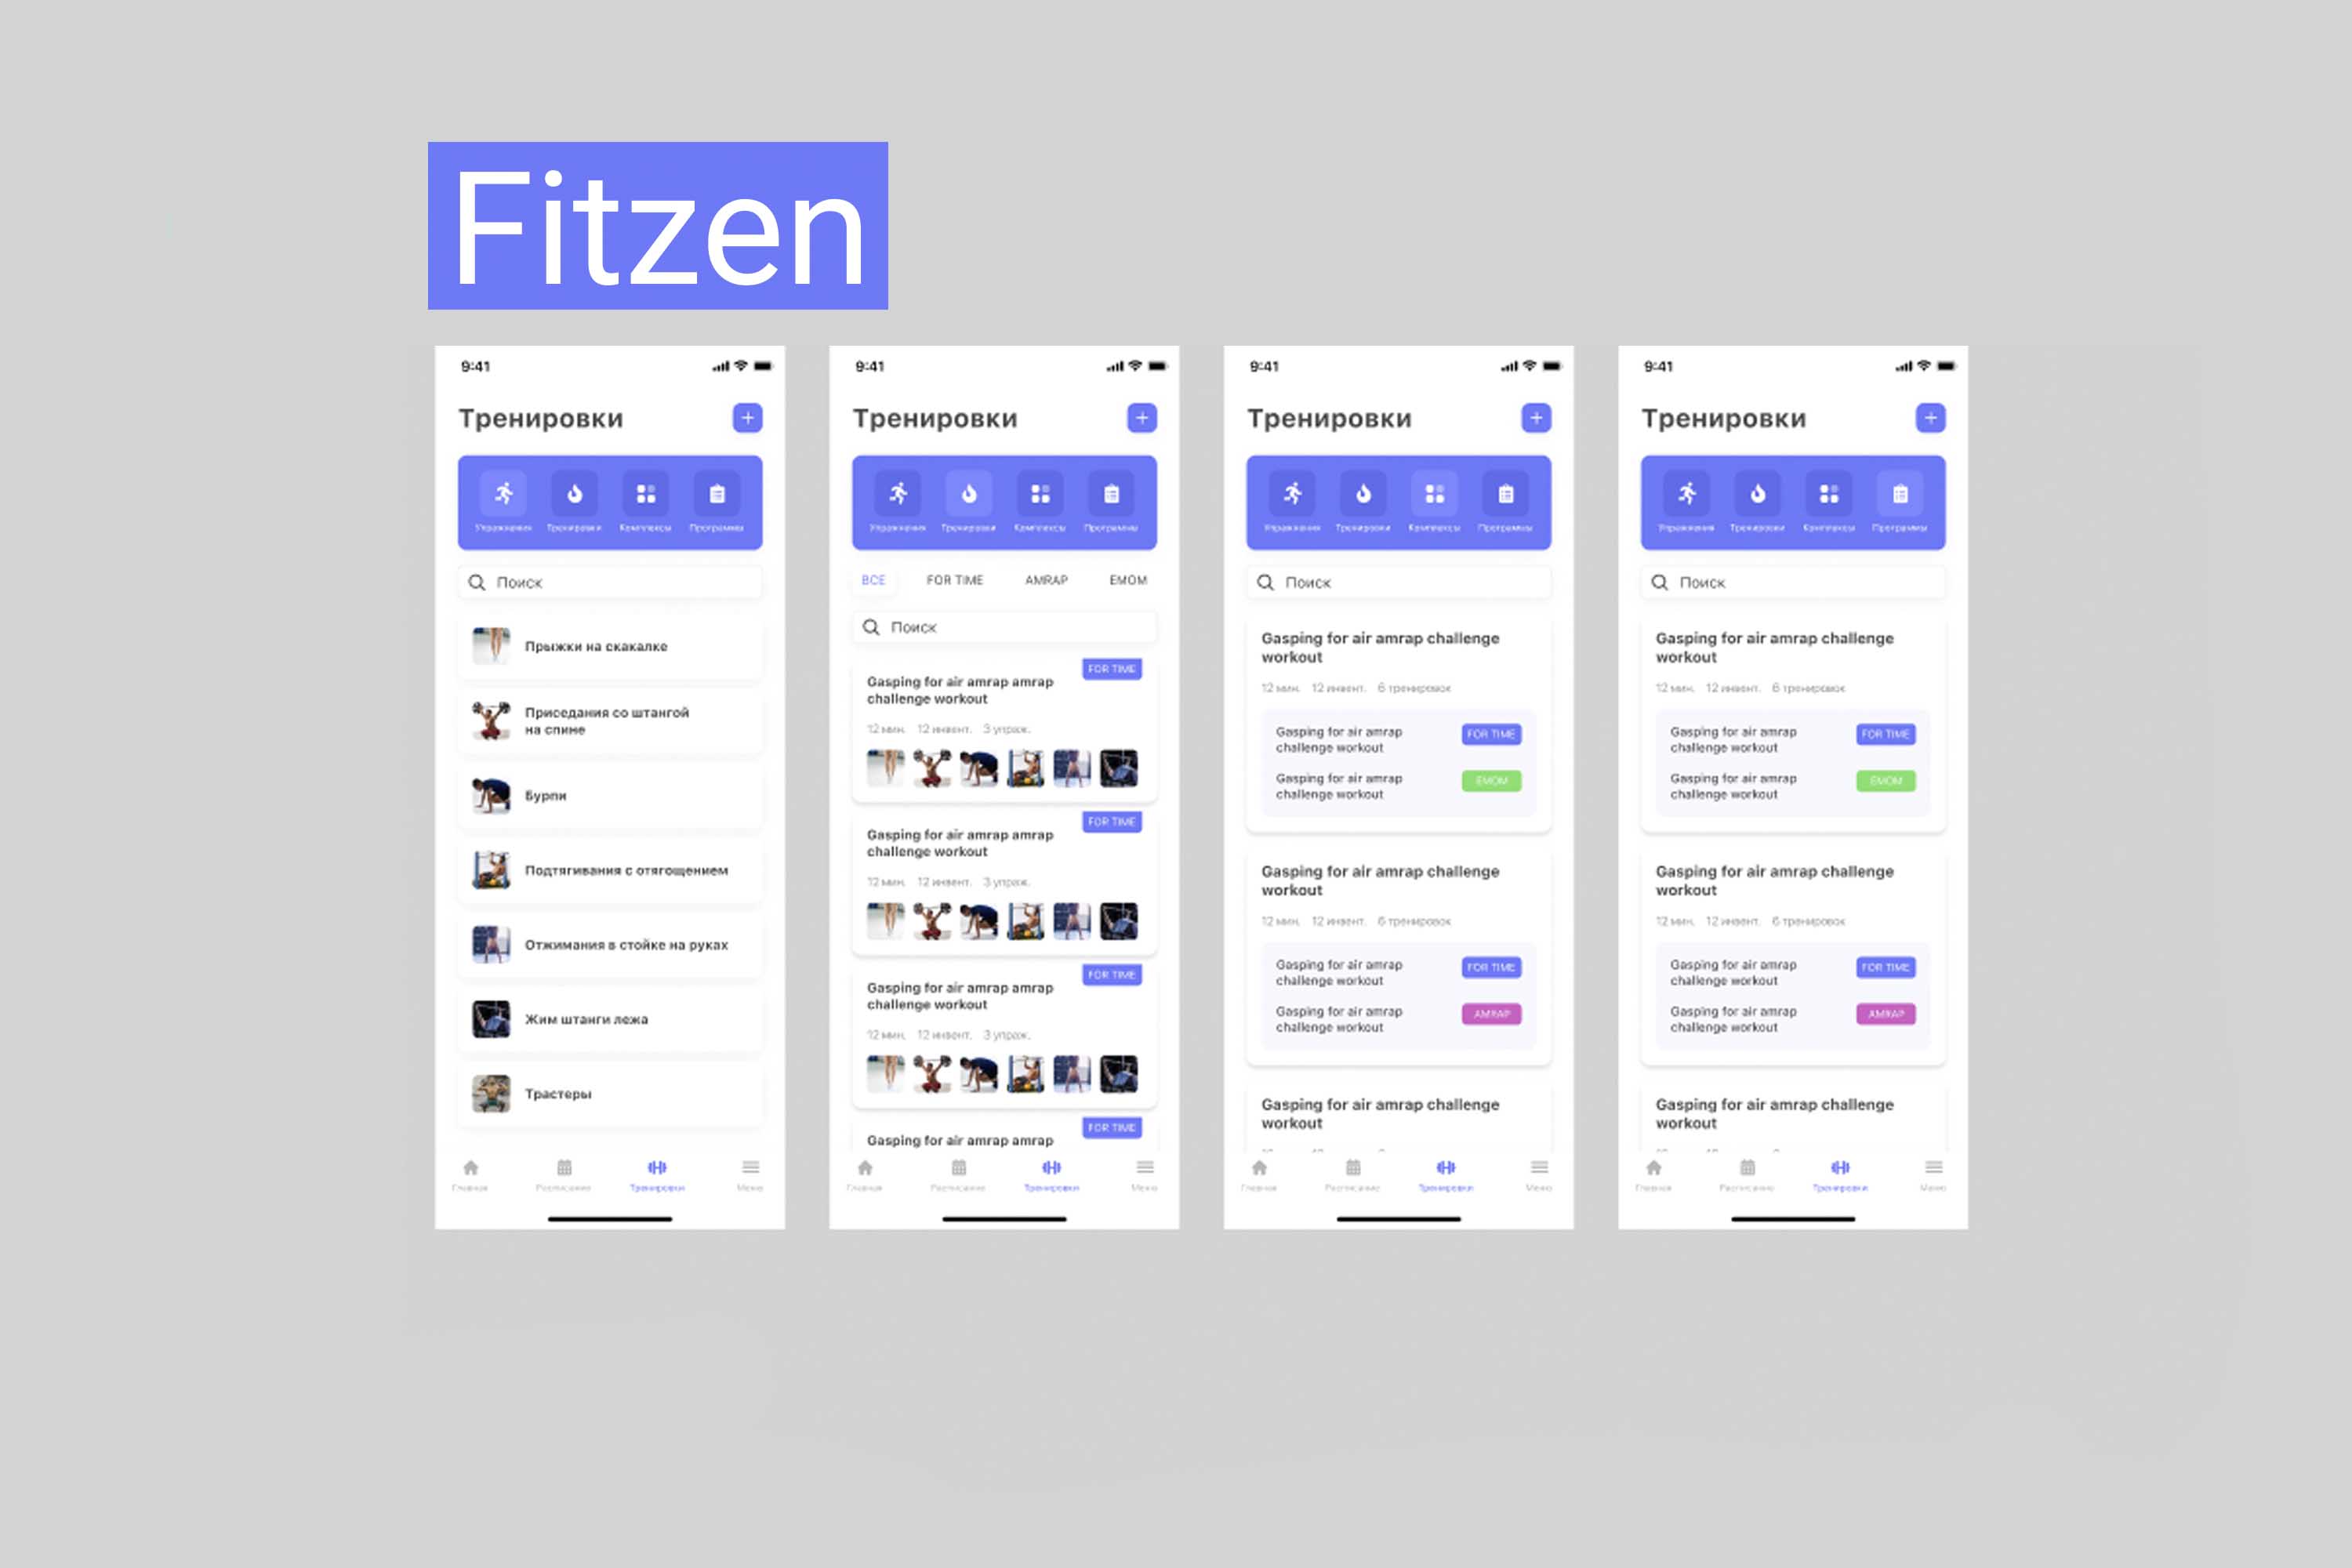 Fitzen
9:41
Тренировки
Упражнения Тренировки Комплексы Программы
Поиск
Прыжки на скакалке
Приседания со штангой
на спине
Бурпи
Подтягивания с отягощением
Отжимания в стойке на руках
Жим штанги лежа
Трастеры
Главная Расписание Тренировки Меню
9:41
Тренировки
Упражнения Тренировки Комплексы Программы
ВСЕ FOR TIME AMRAP EMOM
Поиск
FOR TIME
Gasping for air amrap amrap
challenge workout
12 мин. 12 инвент. 3 упраж.
FOR TIME
Gasping for air amrap amrap
challenge workout
12 мин. 12 инвент. 3 упраж.
FOR TIME
Gasping for air amrap amrap
challenge workout
12 мин. 12 инвент. 3 упраж.
FOR TIME
Gasping for air amrap amrap
Главная Расписание Тренировки Меню
9:41
Тренировки
Упражнения Тренировки Комплексы Программы
Поиск
Gasping for air amrap challenge
workout
12 мин. 12 инвент. 6 тренировок
Gasping for air amrap
challenge workout
FOR TIME
Gasping for air amrap
challenge workout
EMOM
Gasping for air amrap challenge
workout
12 мин. 12 инвент. 6 тренировок
Gasping for air amrap
challenge workout
FOR TIME
Gasping for air amrap
challenge workout
AMRAP
Gasping for air amrap challenge
workout
Главная Расписание Тренировки Меню
9:41
Тренировки
Упражнения Тренировки Комплексы Программы
Поиск
Gasping for air amrap challenge
workout
12 мин. 12 инвент. 6 тренировок
Gasping for air amrap
challenge workout
FOR TIME
Gasping for air amrap
challenge workout
EMOM
Gasping for air amrap challenge
workout
12 мин. 12 инвент. 6 тренировок
Gasping for air amrap
challenge workout
FOR TIME
Gasping for air amrap
challenge workout
AMRAP
Gasping for air amrap challenge
workout
Главная Расписание Тренировки Меню